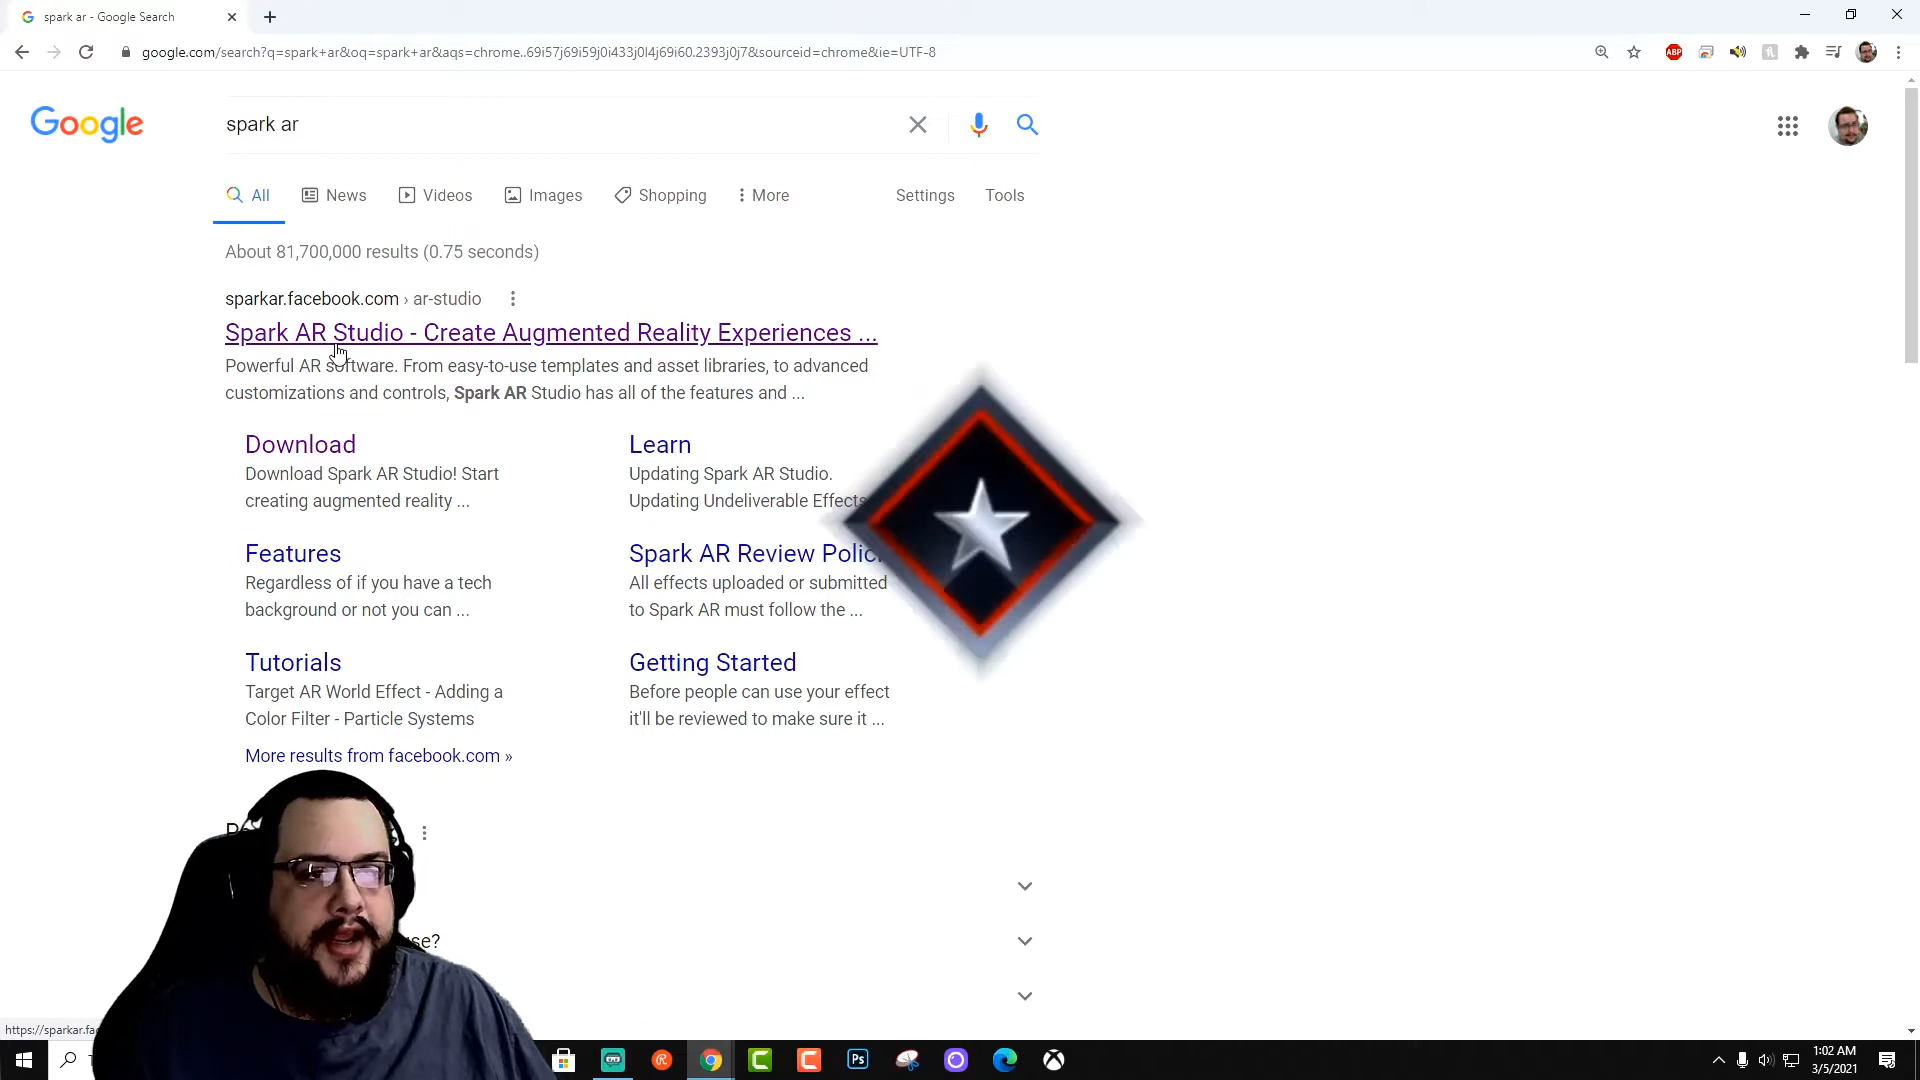 spark ar - Google Search
google.com/search?q=spark+ar&oq=spark+ar&aqs=chrome..69i57j69i59j0i433j0l4j69i60.2393j0j7&sourceid=chrome&ie=UTF-8
ABP
Google
spark ar
All
News
Videos
Images
Shopping
More
Settings
Tools
About 81,700,000 results (0.75 seconds)
sparkar.facebook.com › ar-studio
Spark AR Studio - Create Augmented Reality Experiences ...
Powerful AR software. From easy-to-use templates and asset libraries, to advanced
customizations and controls, Spark AR Studio has all of the features and ...
Download
Download Spark AR Studio! Start
creating augmented reality ...
Learn
Updating Spark AR Studio.
Updating Undeliverable Effects
Features
Regardless of if you have a tech
background or not you can ...
Spark AR Review
All effects uploaded or submitted
to Spark AR must follow the ...
Tutorials
Target AR World Effect - Adding a
Color Filter - Particle Systems
Getting Started
Before people can use your effect
it'll be reviewed to make sure it ...
More results from facebook.com »
Ps
1:02 AM
3/5/2021